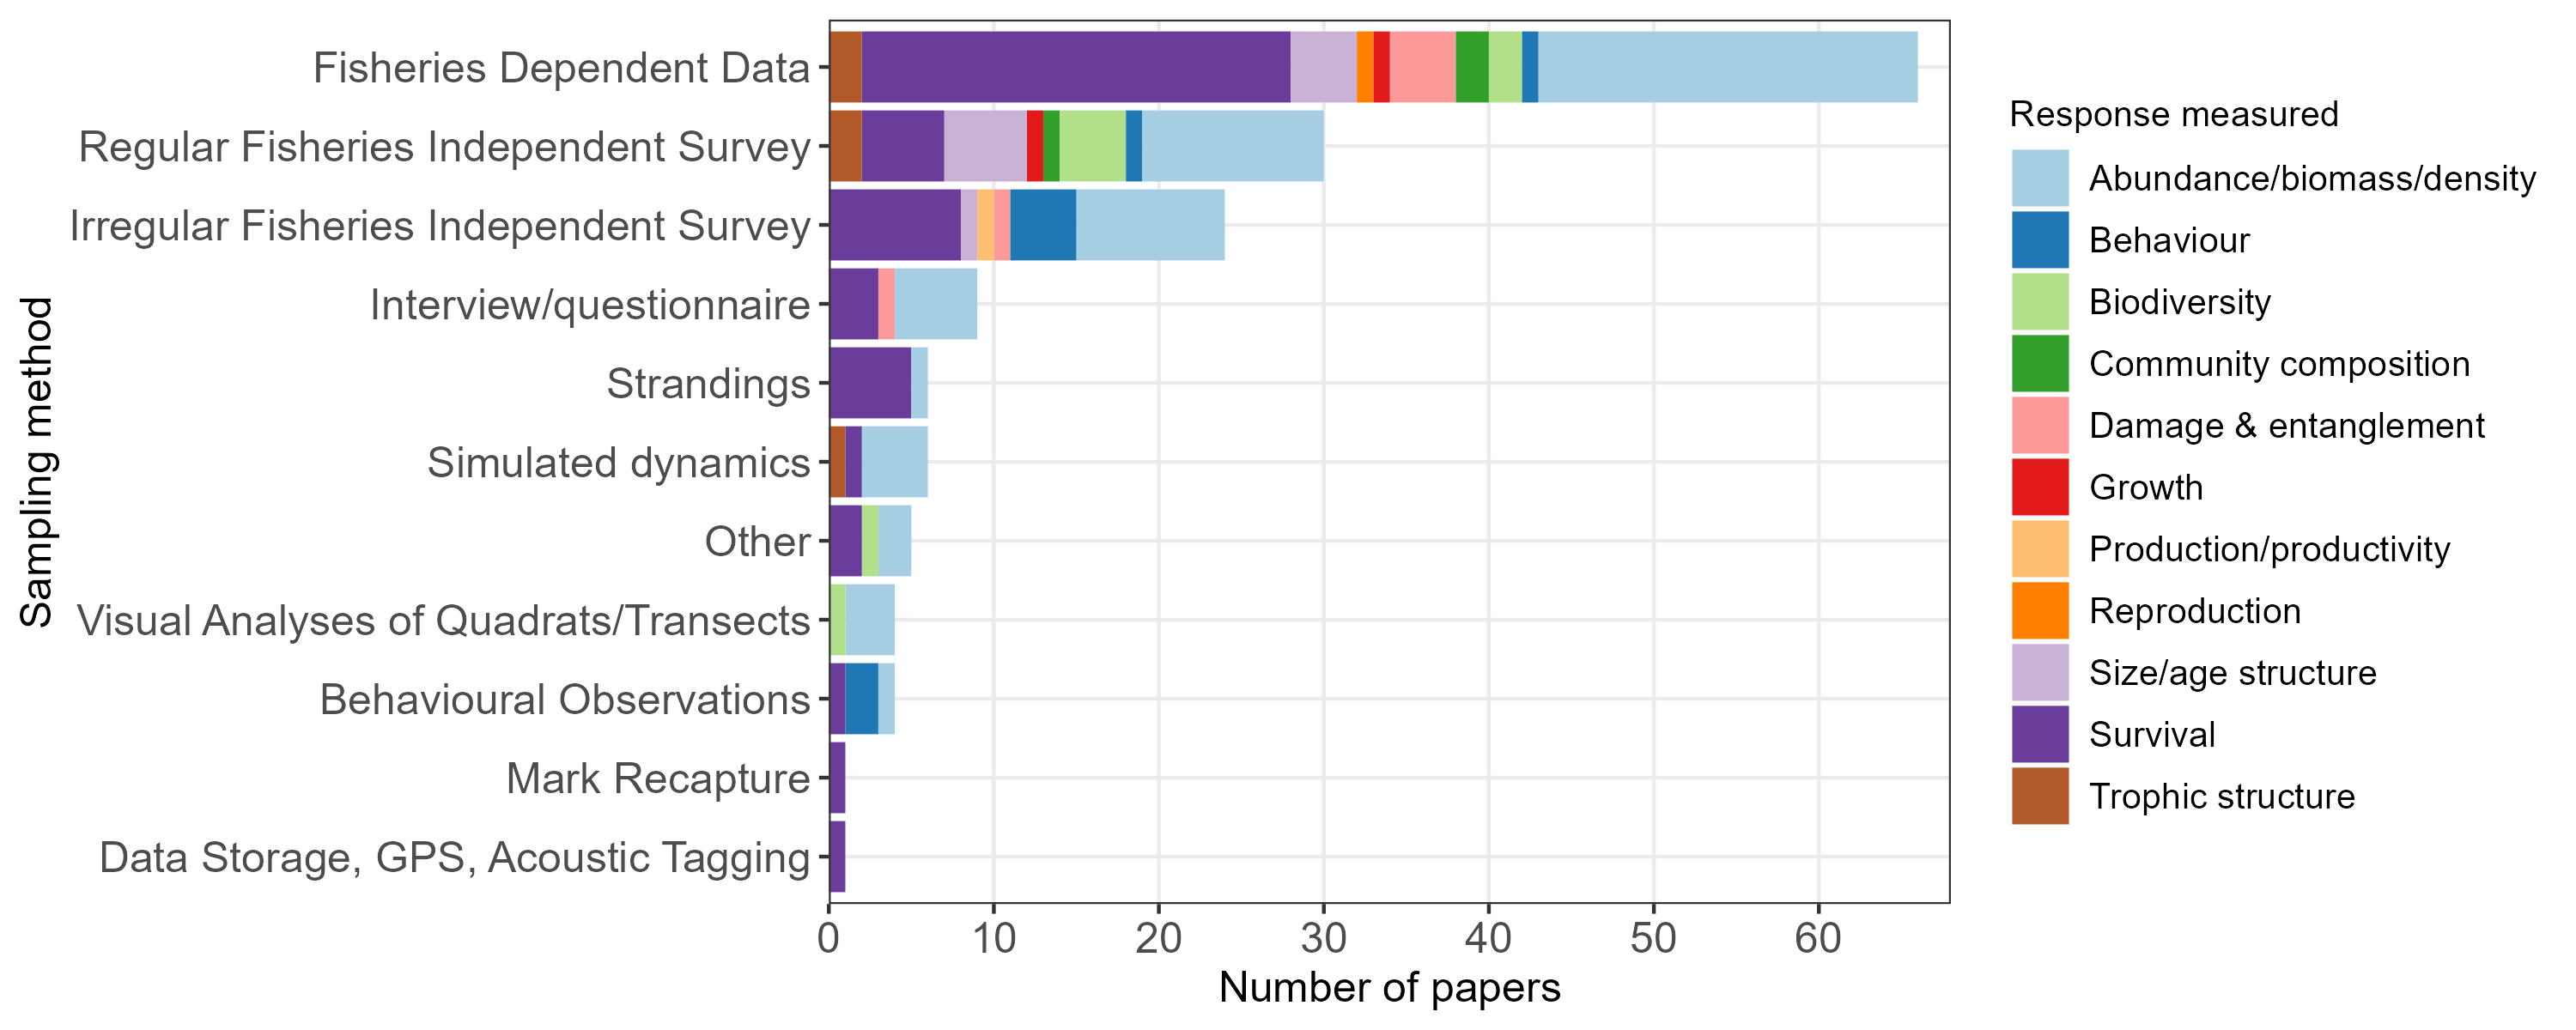 Sampling method
Fisheries Dependent Data
Regular Fisheries Independent Survey
Irregular Fisheries Independent Survey
Interview/questionnaire
Strandings
Simulated dynamics
Other
Visual Analyses of Quadrats/Transects
Behavioural Observations
Mark Recapture
Data Storage, GPS, Acoustic Tagging
0 10 20 30 40 50 60
Number of papers
Response measured
Abundance/biomass/density
Behaviour
Biodiversity
Community composition
Damage & entanglement
Growth
Production/productivity
Reproduction
Size/age structure
Survival
Trophic structure